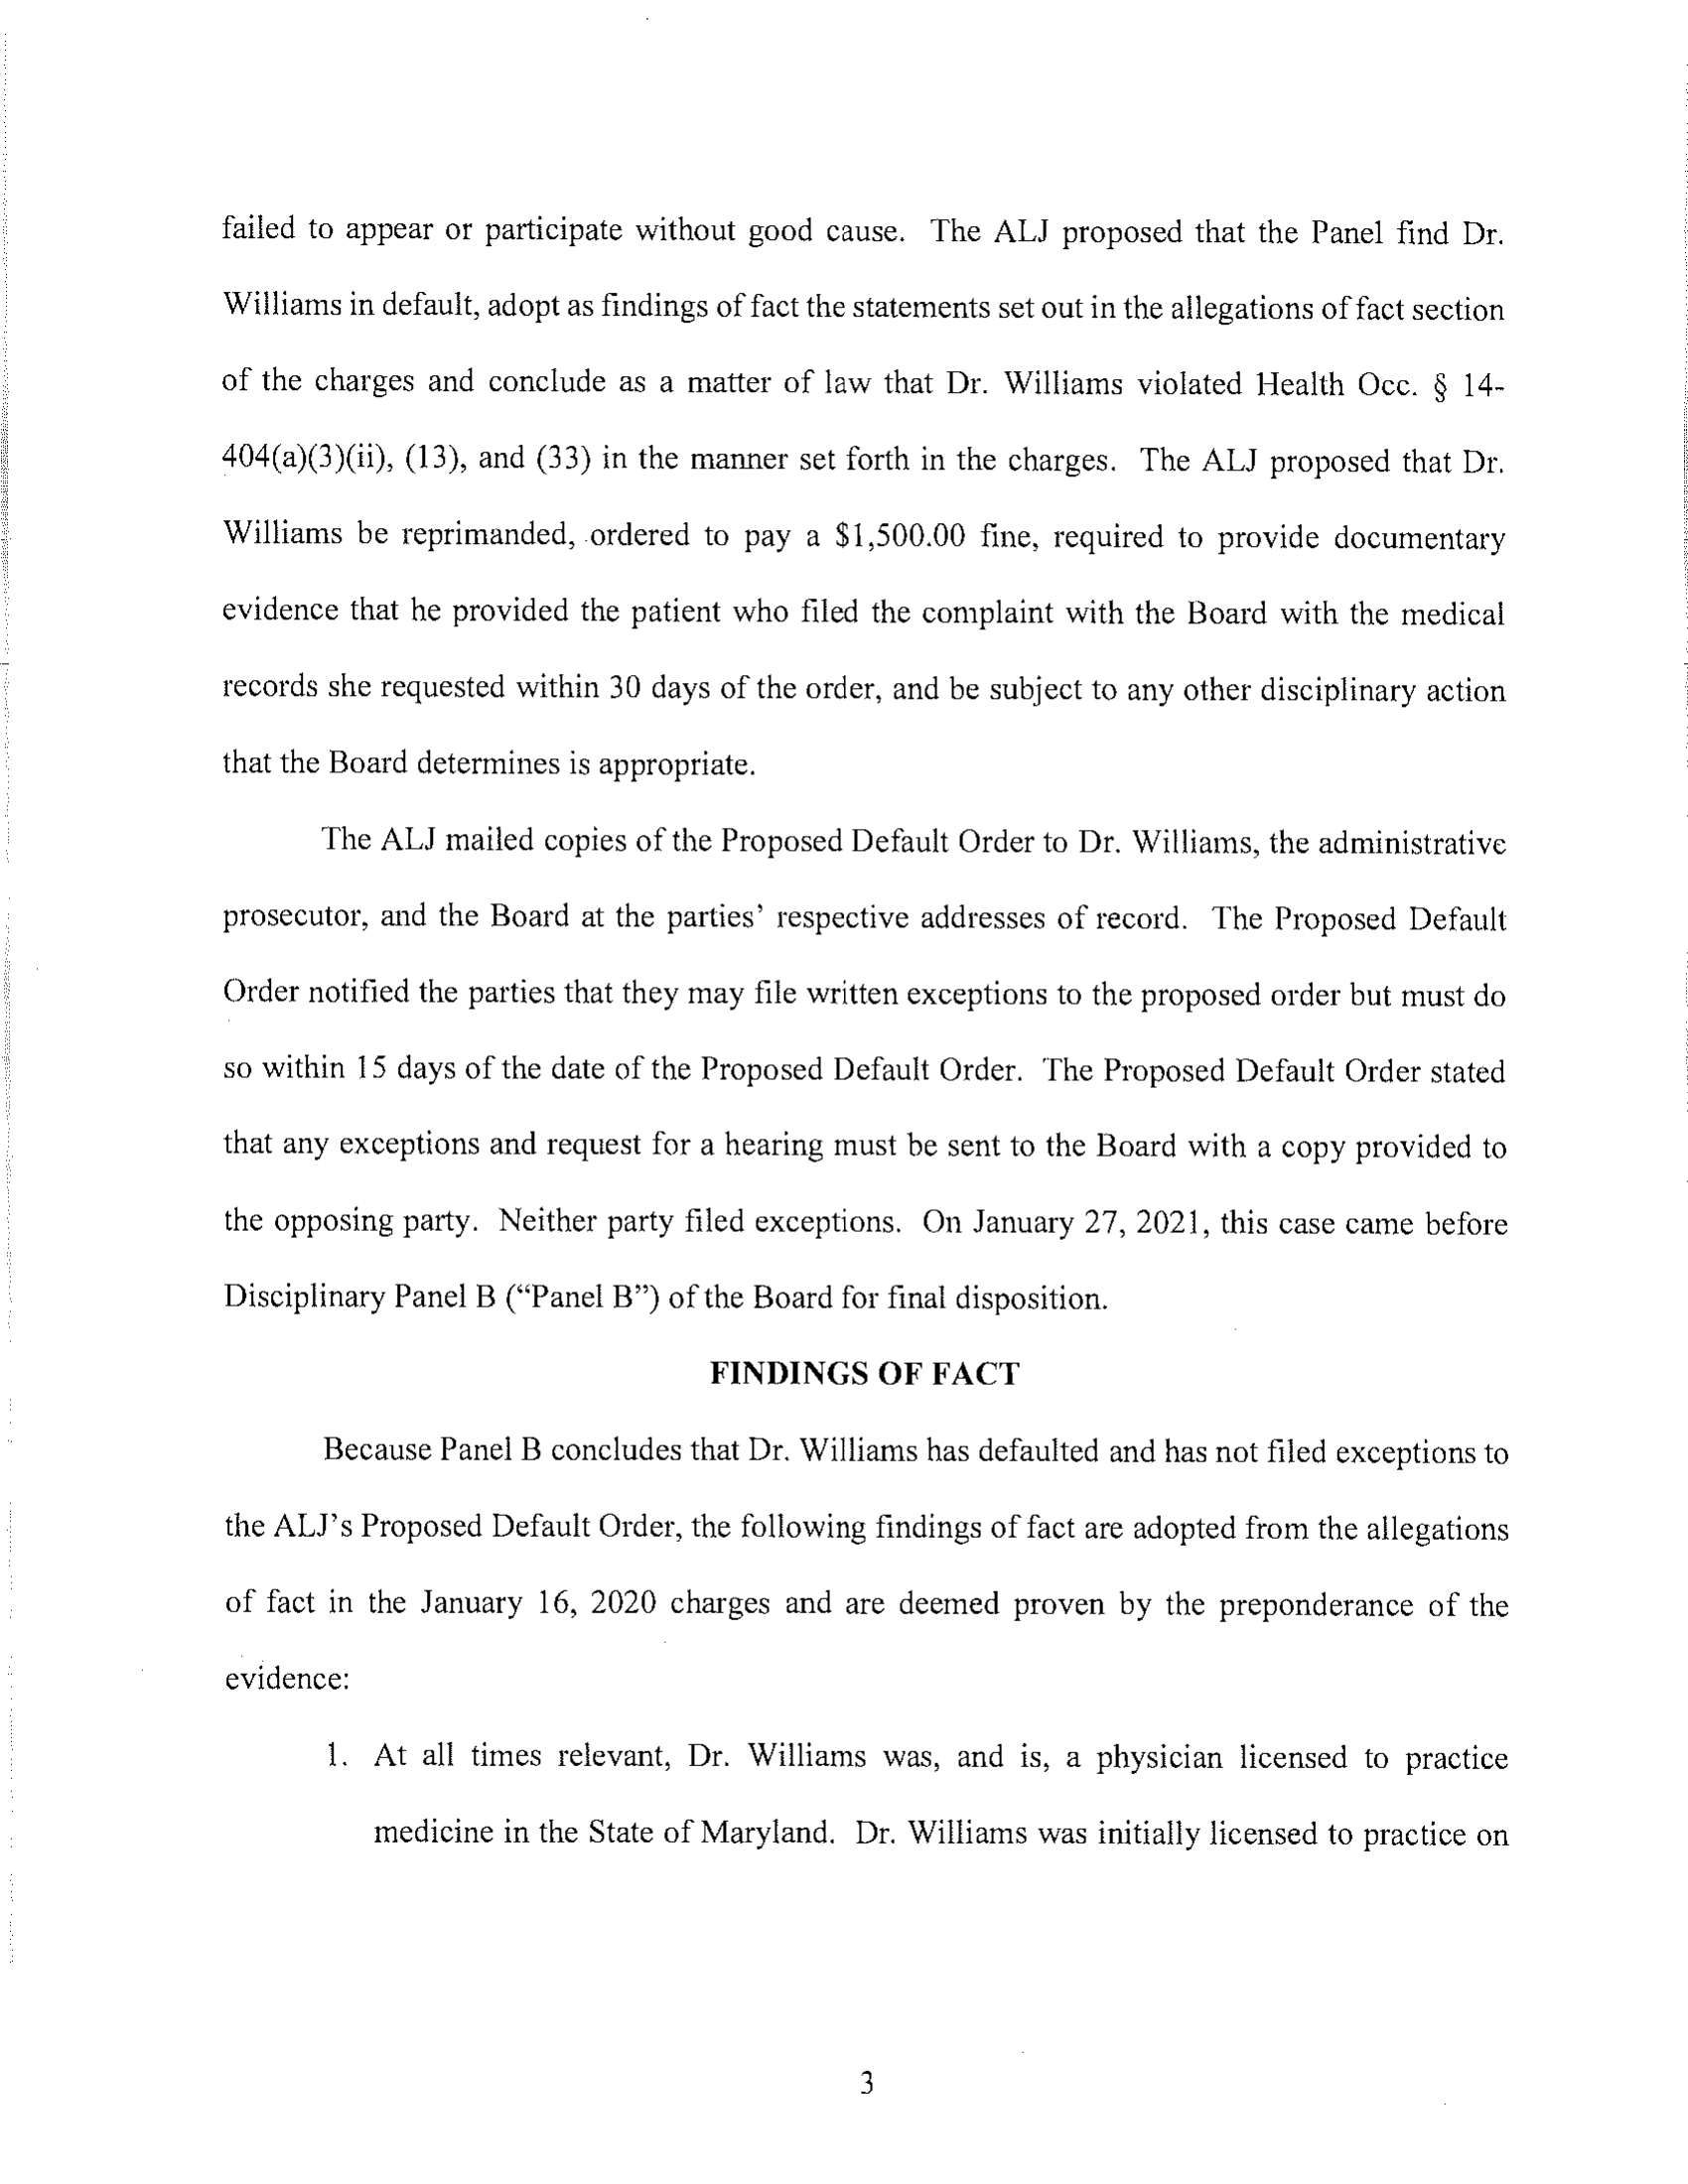 failed to appear or participate without good cause. The ALJ proposed that the Panel find Dr.
Williams in default, adopt as findings of fact the statements set out in the allegations of fact section
of the charges and conclude as a matter of law that Dr. Williams violated Health Occ. § 14-
404(a)(3)(ii), (13), and (33) in the manner set forth in the charges. The ALJ proposed that Dr.
Williams be reprimanded, ordered to pay a $1,500.00 fine, required to provide documentary
evidence that he provided the patient who filed the complaint with the Board with the medical
records she requested within 30 days of the order, and be subject to any other disciplinary action
that the Board determines is appropriate.
The ALJ mailed copies of the Proposed Default Order to Dr. Williams, the administrative
prosecutor, and the Board at the parties’ respective addresses of record. The Proposed Default
Order notified the parties that they may file written exceptions to the proposed order but must do
so within 15 days of the date of the Proposed Default Order. The Proposed Default Order stated
that any exceptions and request for a hearing must be sent to the Board with a copy provided to
the opposing party. Neither party filed exceptions. On January 27, 2021, this case came before
Disciplinary Panel B (“Panel B”) of the Board for final disposition.
FINDINGS OF FACT
Because Panel B concludes that Dr. Williams has defaulted and has not filed exceptions to
the ALJ’s Proposed Default Order, the following findings of fact are adopted from the allegations
of fact in the January 16, 2020 charges and are deemed proven by the preponderance of the
evidence:
1. At all times relevant, Dr. Williams was, and is, a physician licensed to practice
medicine in the State of Maryland. Dr. Williams was initially licensed to practice on
3